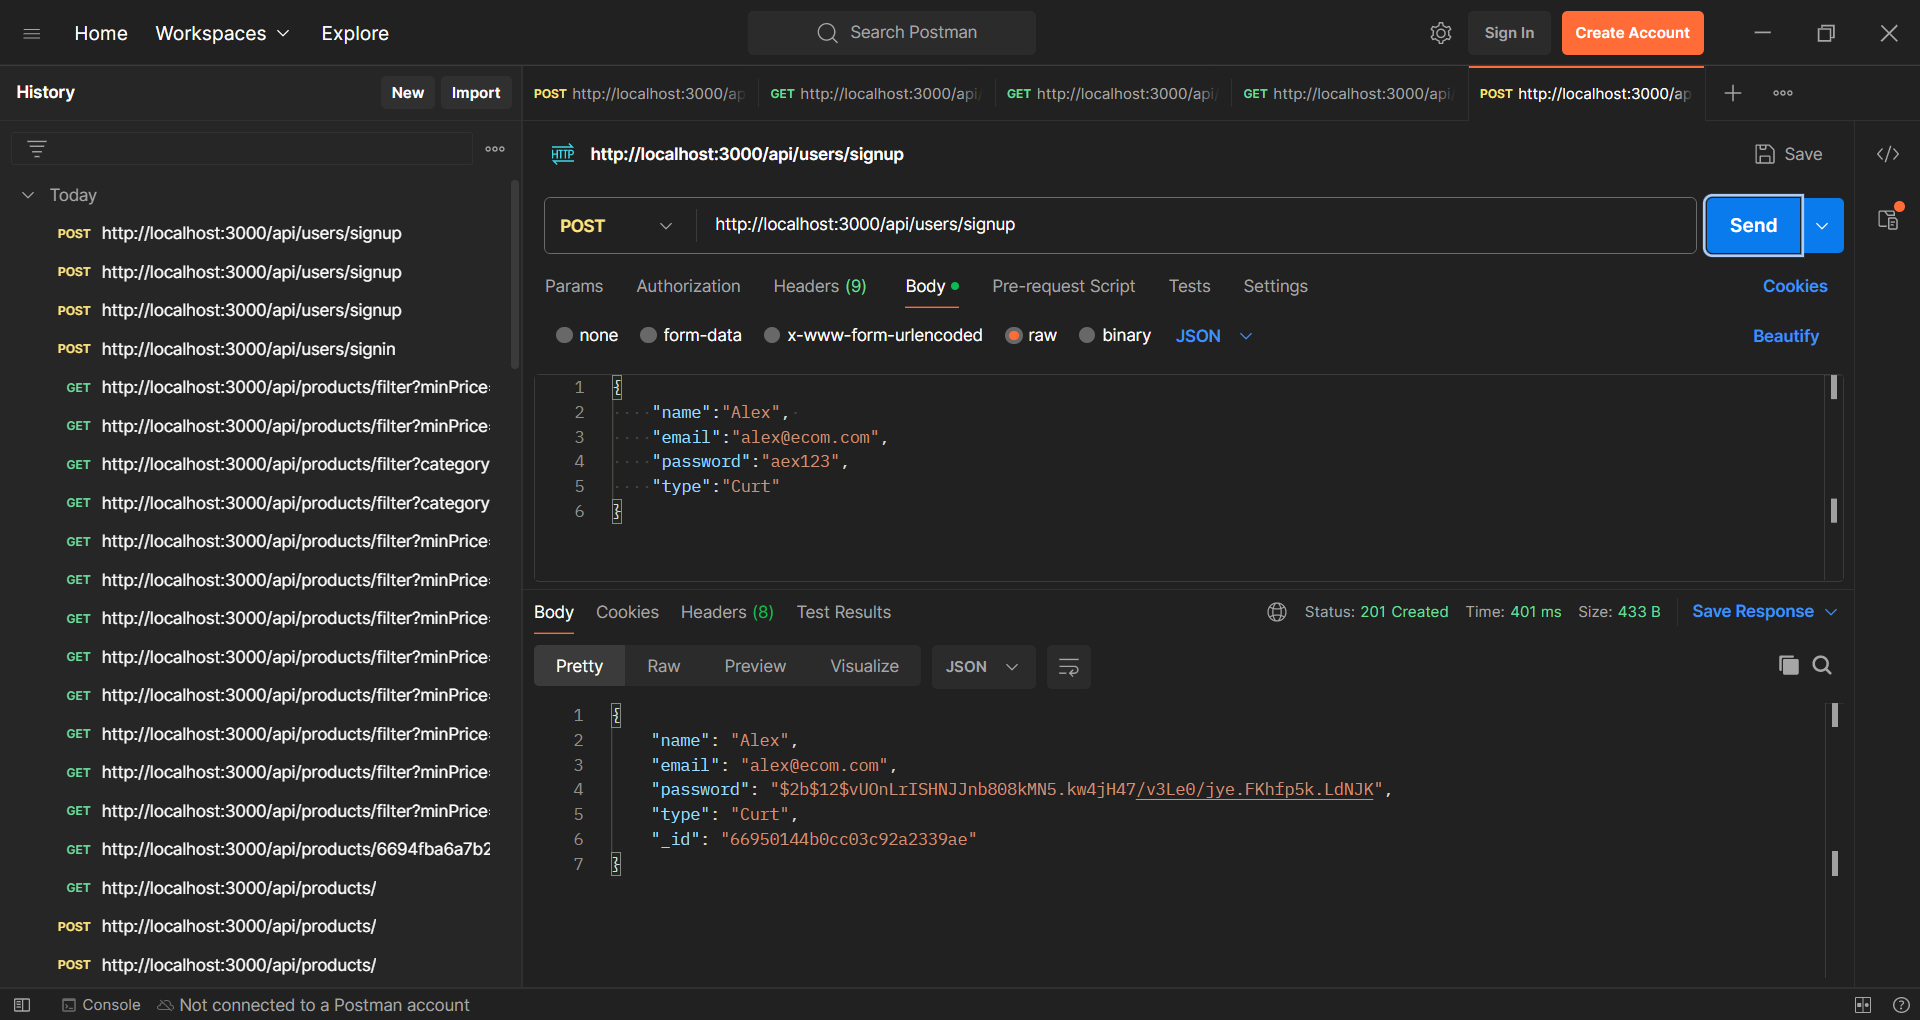 Home Workspaces Explore Search Postman Sign In Create Account
History New Import
POST http://localhost:3000/ap GET http://localhost:3000/api/ GET http://localhost:3000/api/ GET http://localhost:3000/api/ POST http://localhost:3000/ap
HTTP http://localhost:3000/api/users/signup Save
Today
POST http://localhost:3000/api/users/signup
POST http://localhost:3000/api/users/signup
POST http://localhost:3000/api/users/signup
POST http://localhost:3000/api/users/signin
GET http://localhost:3000/api/products/filter?minPrice=
GET http://localhost:3000/api/products/filter?minPrice=
GET http://localhost:3000/api/products/filter?category
GET http://localhost:3000/api/products/filter?category
GET http://localhost:3000/api/products/filter?minPrice=
GET http://localhost:3000/api/products/filter?minPrice=
GET http://localhost:3000/api/products/filter?minPrice=
GET http://localhost:3000/api/products/filter?minPrice=
GET http://localhost:3000/api/products/filter?minPrice=
GET http://localhost:3000/api/products/filter?minPrice=
GET http://localhost:3000/api/products/filter?minPrice=
GET http://localhost:3000/api/products/filter?minPrice=
GET http://localhost:3000/api/products/6694fba6a7b2
GET http://localhost:3000/api/products/
POST http://localhost:3000/api/products/
POST http://localhost:3000/api/products/
POST http://localhost:3000/api/users/signup Send
Params Authorization Headers (9) Body Pre-request Script Tests Settings Cookies
none form-data x-www-form-urlencoded raw binary JSON Beautify
1 {
2 "name":"Alex",
3 "email":"alex@ecom.com",
4 "password":"aex123",
5 "type":"Curt"
6 }
Body Cookies Headers (8) Test Results Status: 201 Created Time: 401 ms Size: 433 B Save Response
Pretty Raw Preview Visualize JSON
1 {
2 "name": "Alex",
3 "email": "alex@ecom.com",
4 "password": "$2b$12$vUOnLrISHNJJnb808kMN5.kw4jH47/v3Le0/jye.FKhfp5k.LdNJK",
5 "type": "Curt",
6 "_id": "66950144b0cc03c92a2339ae"
7 }
Console Not connected to a Postman account